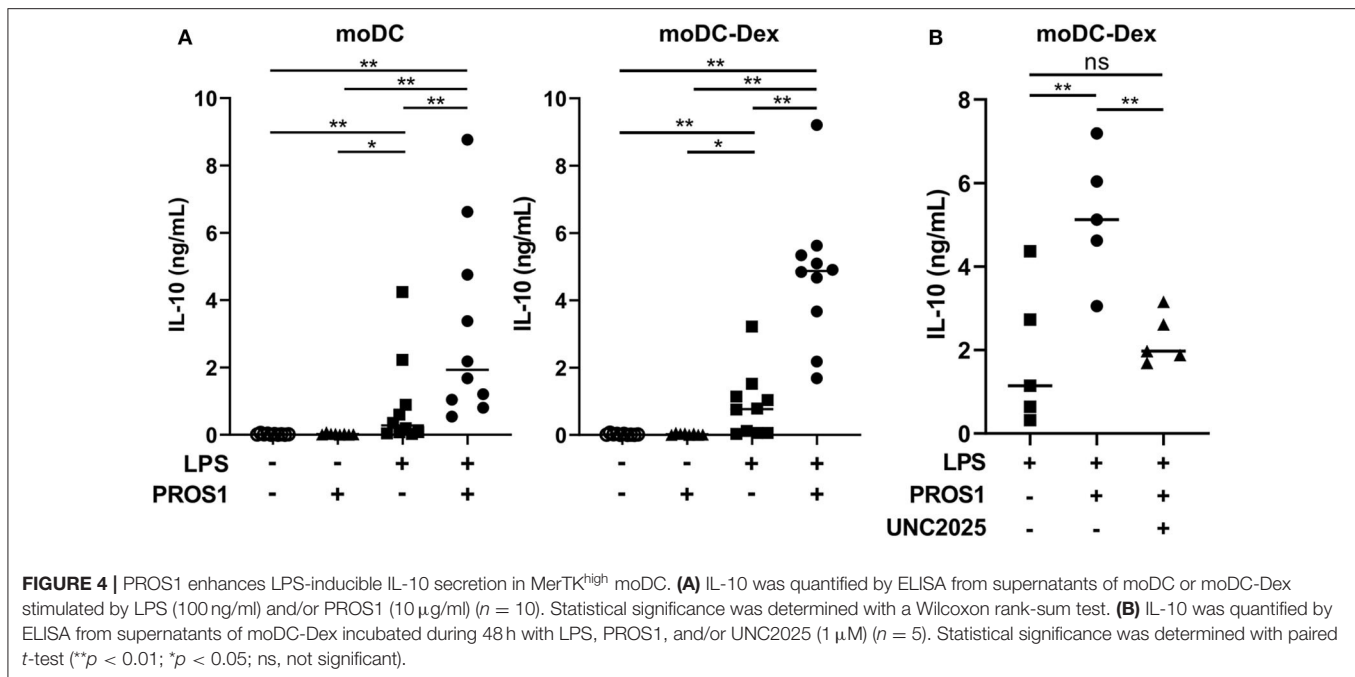 A
moDC
moDC-Dex
B
moDC-Dex
**
**
**
**
*
10
8
6
4
2
0
IL-10 (ng/mL)
LPS - - + +
PROS1 - + - +
**
**
**
**
*
10
8
6
4
2
0
IL-10 (ng/mL)
- - + +
- + - +
ns
**
**
8
6
4
2
0
IL-10 (ng/mL)
LPS + + +
PROS1 - + +
UNC2025 - - +
FIGURE 4 | PROS1 enhances LPS-inducible IL-10 secretion in MerTKhigh moDC. (A) IL-10 was quantified by ELISA from supernatants of moDC or moDC-Dex
stimulated by LPS (100 ng/ml) and/or PROS1 (10 μg/ml) (n = 10). Statistical significance was determined with a Wilcoxon rank-sum test. (B) IL-10 was quantified by
ELISA from supernatants of moDC-Dex incubated during 48 h with LPS, PROS1, and/or UNC2025 (1 μM) (n = 5). Statistical significance was determined with paired
t-test (**p < 0.01; *p < 0.05; ns, not significant).